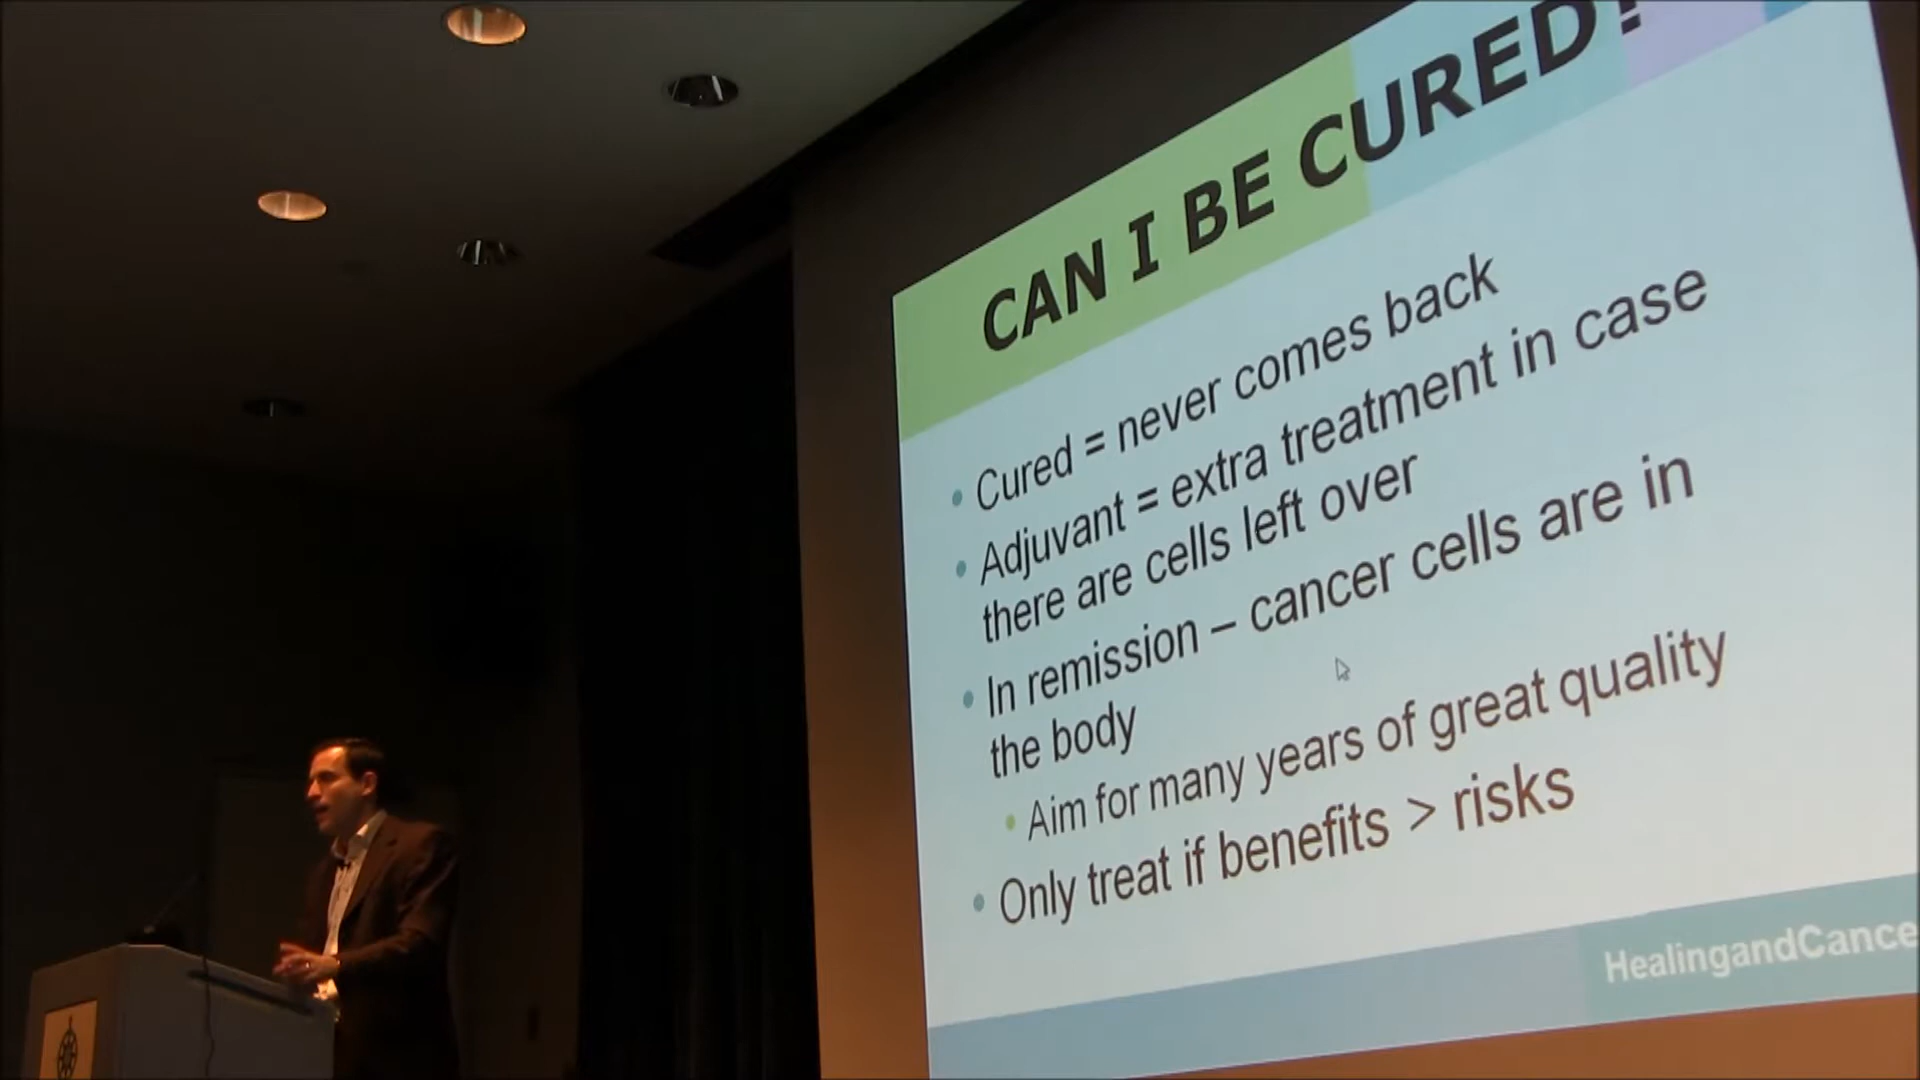 CAN I BE CURED?
• Cured = never comes back
• Adjuvant = extra treatment in case
there are cells left over
• In remission – cancer cells are in
the body
• Aim for many years of great quality
• Only treat if benefits > risks
HealingandCance